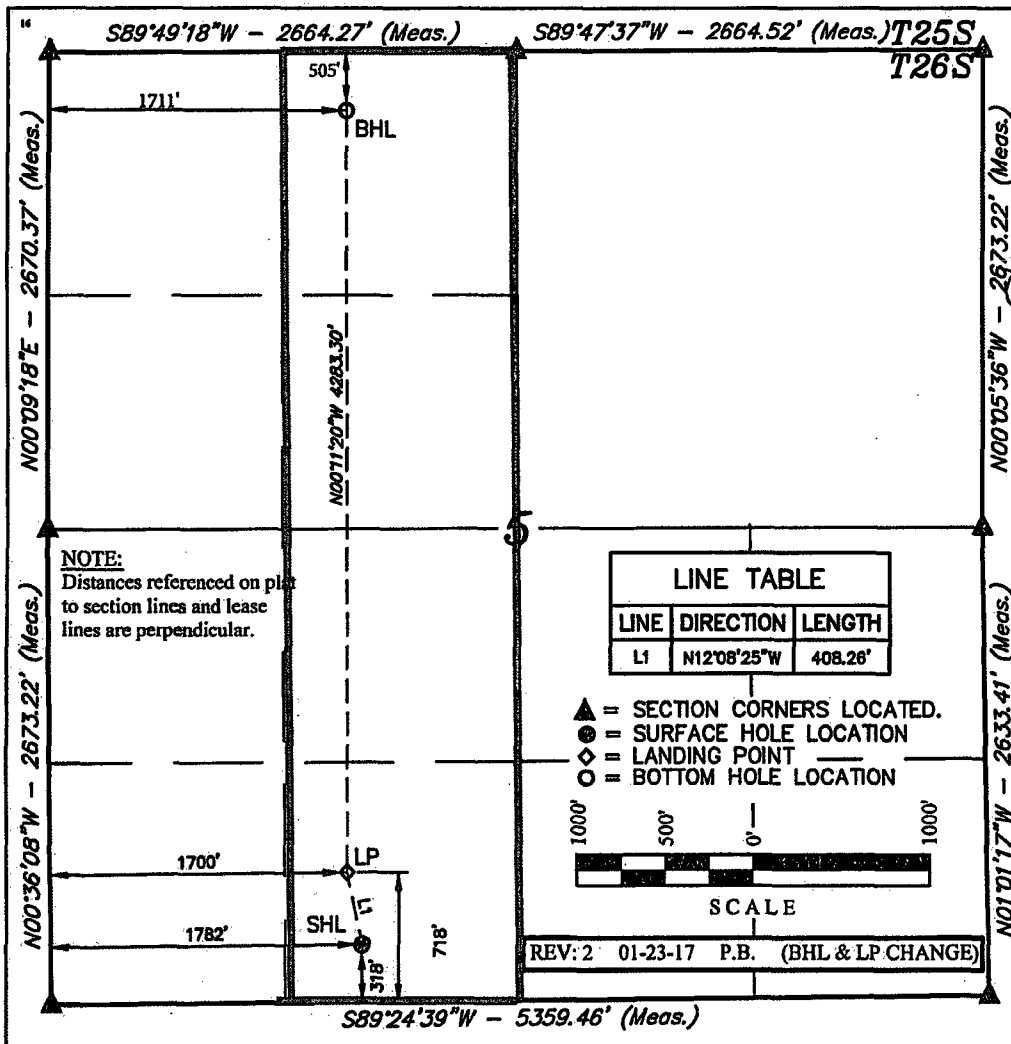 16
S89°49'18"W – 2664.27' (Meas.)
S89°47'37"W – 2664.52' (Meas.)
T25S
T26S
505'
1711'
BHL
N00°09'18"E – 2670.37' (Meas.)
N00°05'36"W – 2673.22' (Meas.)
N00°11'20"W 4283.30'
5
NOTE:
Distances referenced on plat
to section lines and lease
lines are perpendicular.
LINE TABLE
LINE DIRECTION LENGTH
L1 N12°08'25"W 408.26'
= SECTION CORNERS LOCATED.
= SURFACE HOLE LOCATION
= LANDING POINT
= BOTTOM HOLE LOCATION
N00°36'08"W – 2673.22' (Meas.)
N01°01'17"W – 2633.41' (Meas.)
1000' 500' 0' 1000'
SCALE
1700'
LP
L1
SHL
1782'
718'
318'
REV: 2 01-23-17 P.B. (BHL & LP CHANGE)
S89°24'39"W – 5359.46' (Meas.)